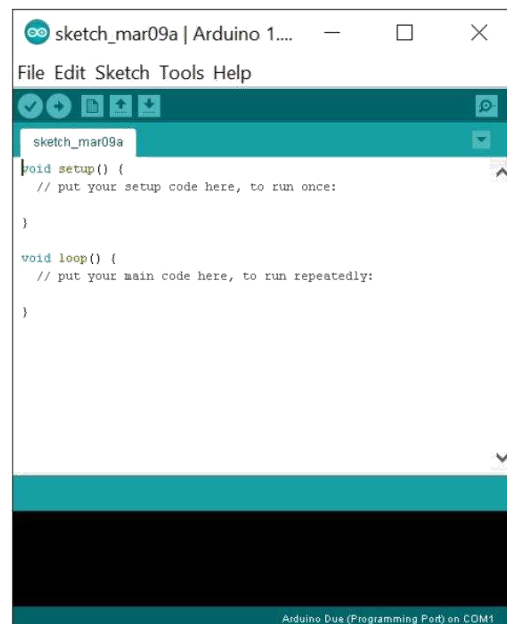 sketch_mar09a | Arduino 1....
File Edit Sketch Tools Help
sketch_mar09a
void setup() {
  // put your setup code here, to run once:
}
void loop() {
  // put your main code here, to run repeatedly:
}
Arduino Due (Programming Port) on COM1